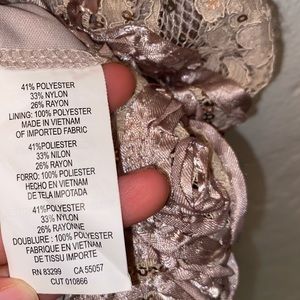 41% POLYESTER
33% NYLON
26% RAYON
LINING: 100% POLYESTER
MADE IN VIETNAM
OF IMPORTED FABRIC
41% POLIESTER
33% NILON
26% RAYON
FORRO: 100% POLIESTER
HECHO EN VIETNAM
DE TELA IMPOTADA
41% POLYESTER
33% NYLON
26% RAYONNE
DOUBLURE : 100% POLYESTER
FABRIQUE EN VIETNAM
DE TISSU IMPORTE
RN 83299 CA 55057
CUT 010866